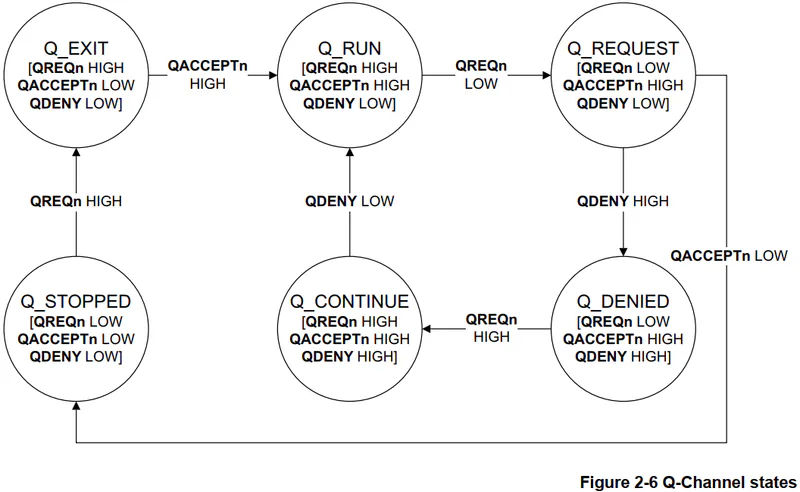 Q_EXIT
[QREQn HIGH
QACCEPTn LOW
QDENY LOW]
QACCEPTn
HIGH
Q_RUN
[QREQn HIGH
QACCEPTn HIGH
QDENY LOW]
QREQn
LOW
Q_REQUEST
[QREQn LOW
QACCEPTn HIGH
QDENY LOW]
QREQn HIGH
QDENY LOW
QDENY HIGH
QACCEPTn LOW
Q_STOPPED
[QREQn LOW
QACCEPTn LOW
QDENY LOW]
Q_CONTINUE
[QREQn HIGH
QACCEPTn HIGH
QDENY HIGH]
QREQn
HIGH
Q_DENIED
[QREQn LOW
QACCEPTn HIGH
QDENY HIGH]
Figure 2-6 Q-Channel states